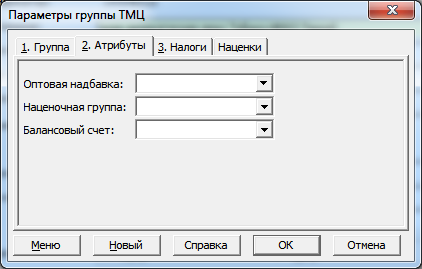 Параметры группы ТМЦ
1. Группа 2. Атрибуты 3. Налоги Наценки
Оптовая надбавка:
Наценочная группа:
Балансовый счет:
Меню Новый Справка ОК Отмена